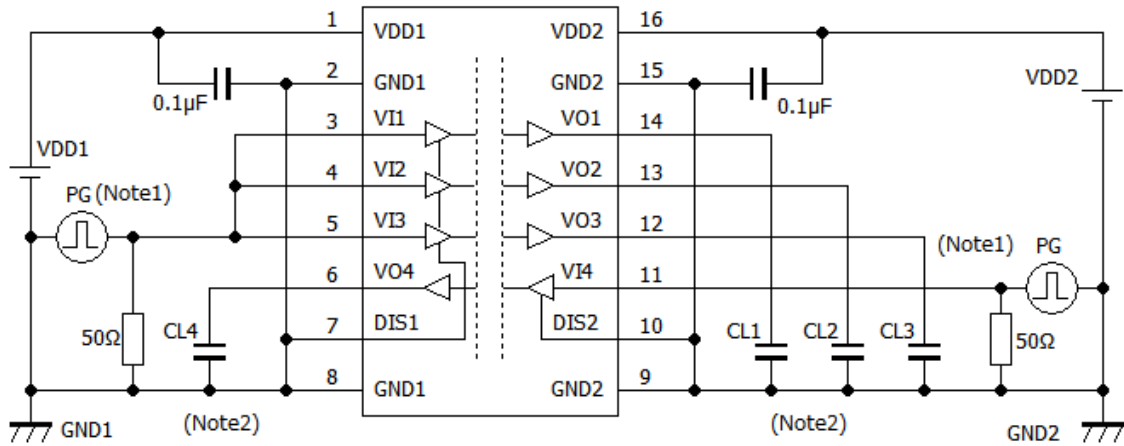 1 VDD1 VDD2 16
2 GND1 GND2 15
0.1μF 0.1μF VDD2
3 VI1 VO1 14
VDD1
4 VI2 VO2 13
PG (Note1)
5 VI3 VO3 12
(Note1) PG
6 VO4 VI4 11
7 DIS1 DIS2 10
50Ω CL4 CL1 CL2 CL3 50Ω
8 GND1 GND2 9
(Note2) (Note2)
GND1 GND2